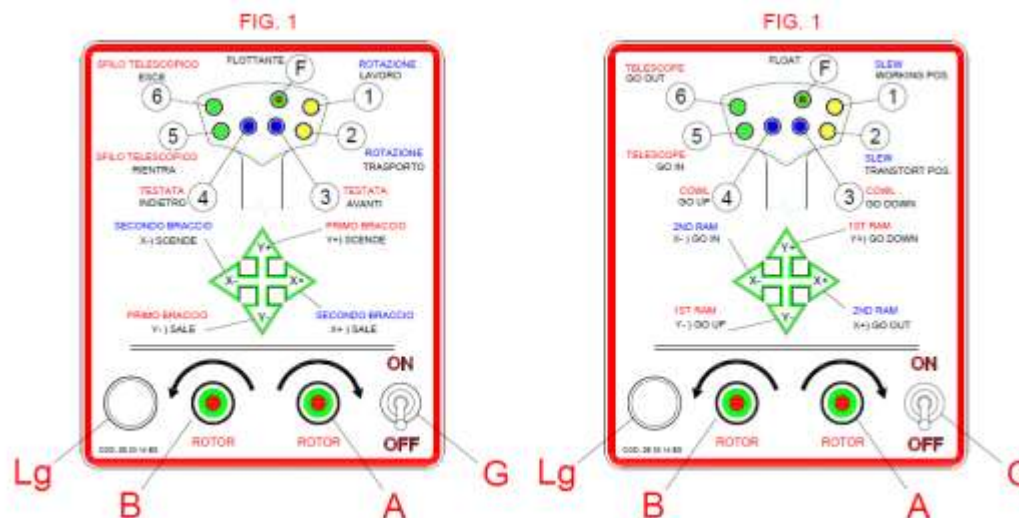 FIG. 1
SFILO TELESCOPICO
ESCE
FLOTTANTE
F
ROTAZIONE
LAVORO
6
1
5
2
SFILO TELESCOPICO
RIENTRA
ROTAZIONE
TRASPORTO
TESTATA
INDIETRO
4
3
TESTATA
AVANTI
SECONDO BRACCIO
X-) SCENDE
PRIMO BRACCIO
Y+) SCENDE
Y+
X-
X+
Y-
PRIMO BRACCIO
Y-) SALE
SECONDO BRACCIO
X+) SALE
ON
ROTOR
ROTOR
OFF
Lg
B
A
G
FIG. 1
TELESCOPE
GO OUT
FLOAT
F
SLEW
WORKING POS.
6
1
5
2
TELESCOPE
GO IN
SLEW
TRANSTORT POS.
COWL
GO UP
4
3
COWL
GO DOWN
2ND RAM
X-) GO IN
1ST RAM
Y+) GO DOWN
Y+
X-
X+
Y-
1ST RAM
Y-) GO UP
2ND RAM
X+) GO OUT
ON
ROTOR
ROTOR
OFF
Lg
B
A